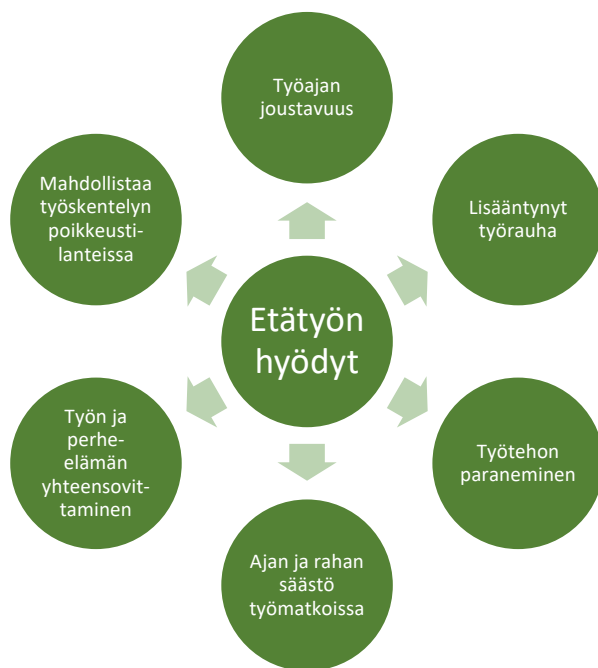 Työajan
joustavuus
Mahdollistaa
työskentelyn
poikkeusti-
lanteissa
Lisääntynyt
työrauha
Etätyön
hyödyt
Työn ja
perhe-
elämän
yhteensovit-
taminen
Työtehon
paraneminen
Ajan ja rahan
säästö
työmatkoissa